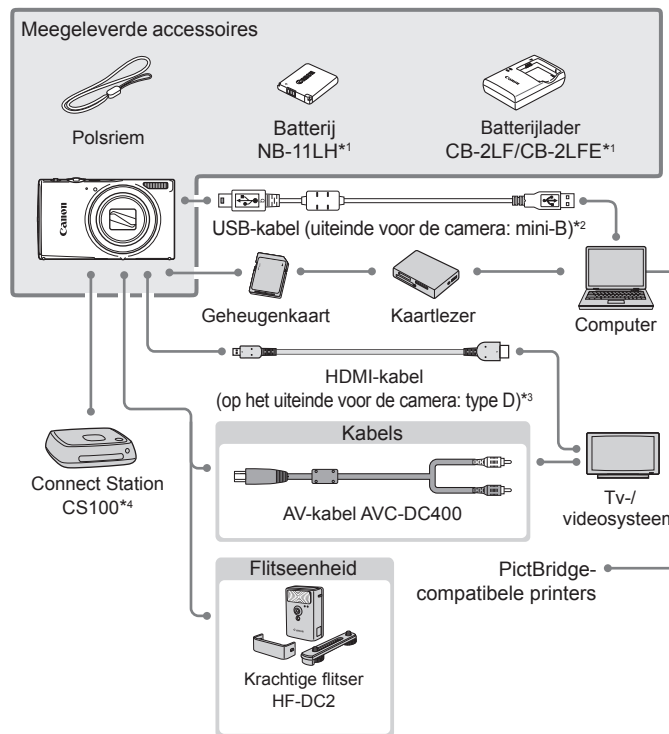 Meegeleverde accessoires
Polsriem
Batterij
NB-11LH*1
Batterijlader
CB-2LF/CB-2LFE*1
Canon
USB-kabel (uiteinde voor de camera: mini-B)*2
Geheugenkaart
Kaartlezer
Computer
HDMI-kabel
(op het uiteinde voor de camera: type D)*3
Connect Station
CS100*4
Kabels
AV-kabel AVC-DC400
Tv-/
videosysteem
Flitseenheid
Krachtige flitser
HF-DC2
PictBridge-
compatibele printers